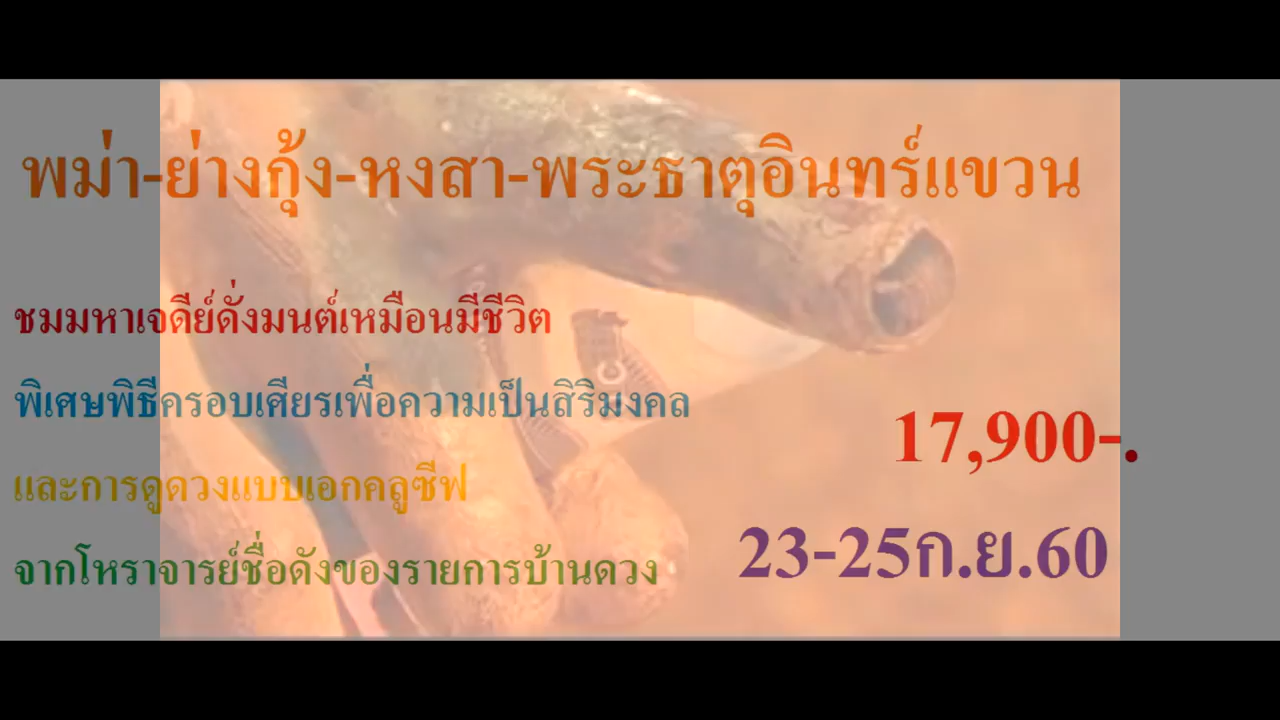 พม่า-ย่างกุ้ง-หงสา-พระธาตุอินทร์แขวน
ชมมหาเจดีย์ดั่งมนต์เหมือนมีชีวิต
พิเศษพิธีครอบเศียรเพื่อความเป็นสิริมงคล
และการดูดวงแบบเอกคลูซีฟ
จากโหราจารย์ชื่อดังของรายการบ้านดวง
17,900-.
23-25ก.ย.60